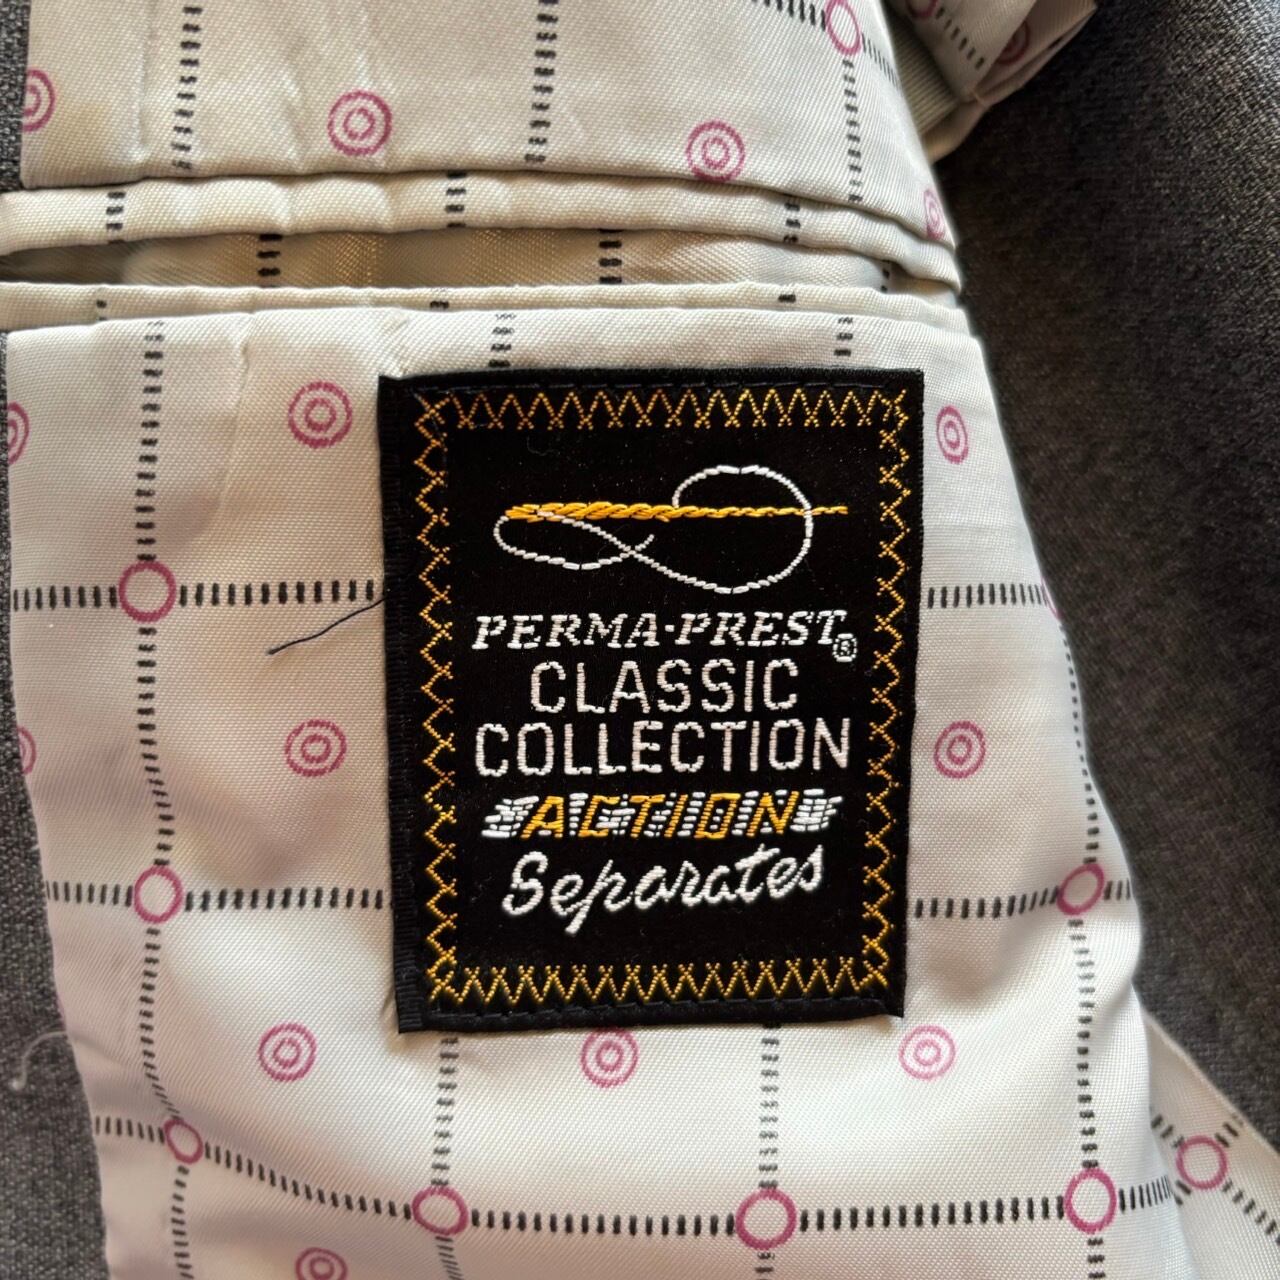 PERMA-PREST®
CLASSIC
COLLECTION
ACTION
Separates